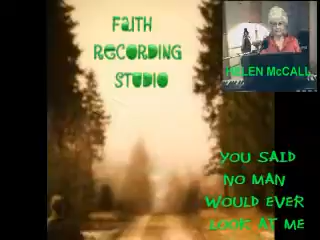 FAITH
RECORDING
STUDIO
HELEN McCALL
YOU SAID
NO MAN
WOULD EVER
LOOK AT ME